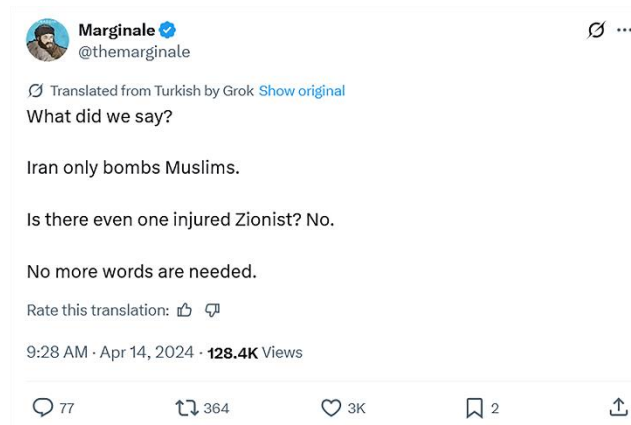 Marginale
@themarginale
Translated from Turkish by Grok Show original
What did we say?
Iran only bombs Muslims.
Is there even one injured Zionist? No.
No more words are needed.
Rate this translation:
9:28 AM · Apr 14, 2024 · 128.4K Views
77 364 3K 2